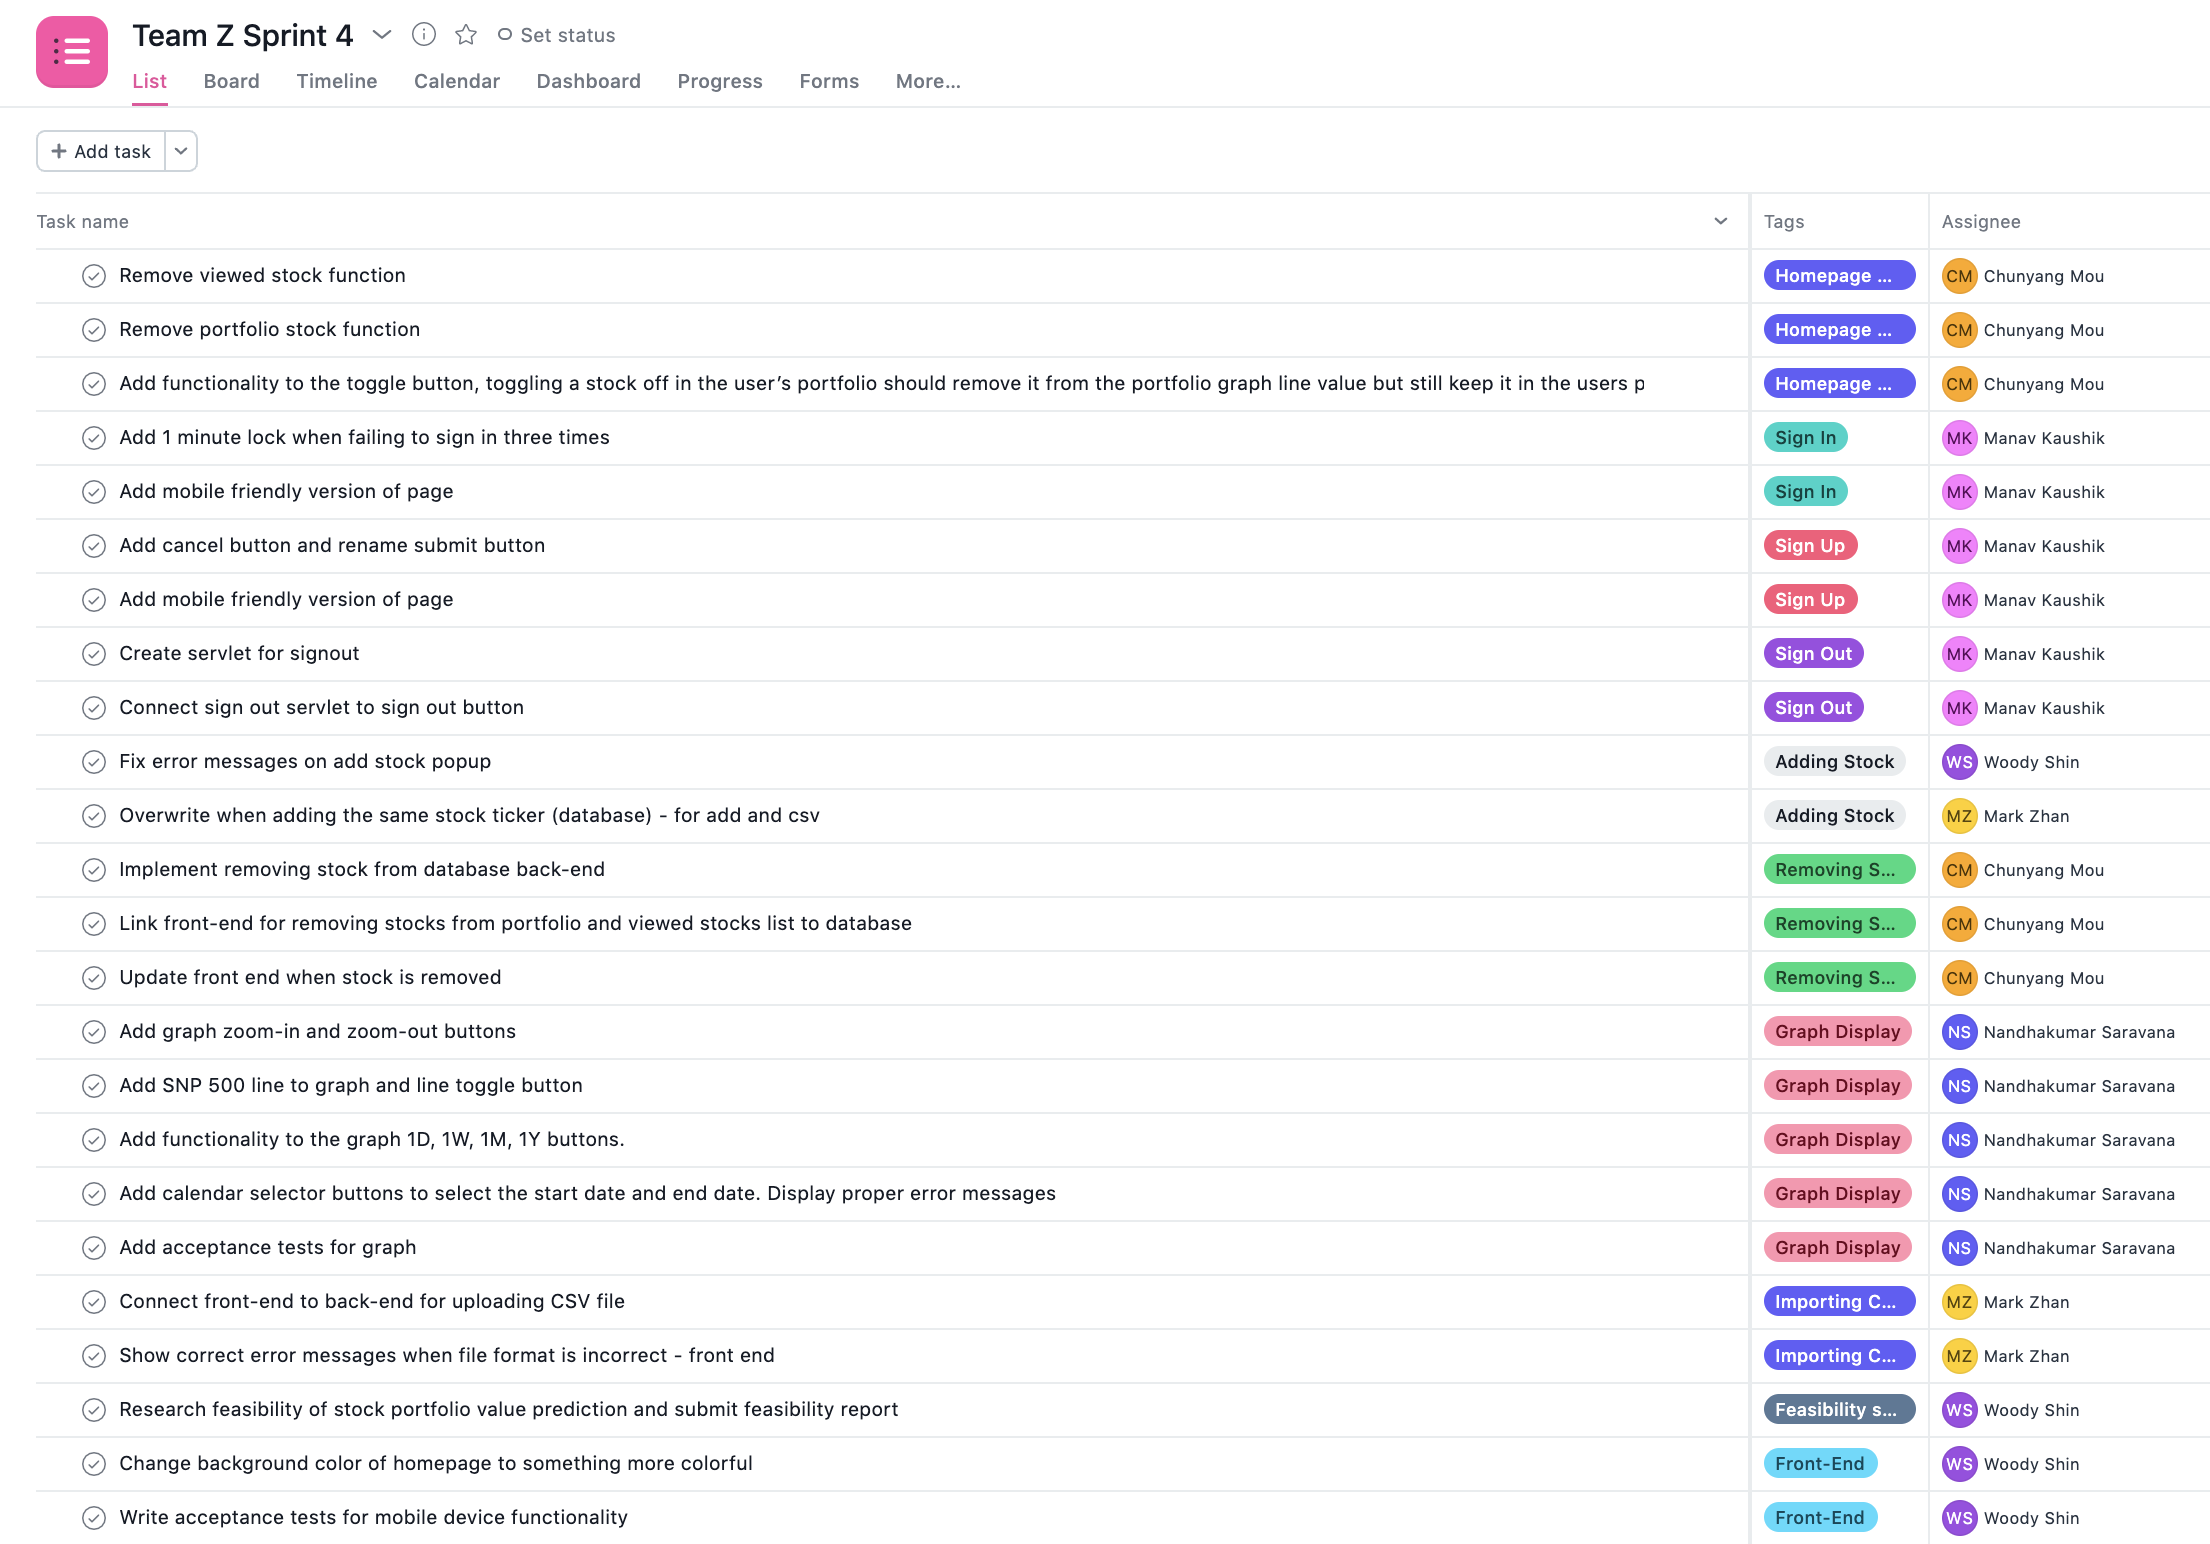 Team Z Sprint 4 Set status
List Board Timeline Calendar Dashboard Progress Forms More...
+ Add task
Task name Tags Assignee
Remove viewed stock function Homepage ... CM Chunyang Mou
Remove portfolio stock function Homepage ... CM Chunyang Mou
Add functionality to the toggle button, toggling a stock off in the user’s portfolio should remove it from the portfolio graph line value but still keep it in the users p Homepage ... CM Chunyang Mou
Add 1 minute lock when failing to sign in three times Sign In MK Manav Kaushik
Add mobile friendly version of page Sign In MK Manav Kaushik
Add cancel button and rename submit button Sign Up MK Manav Kaushik
Add mobile friendly version of page Sign Up MK Manav Kaushik
Create servlet for signout Sign Out MK Manav Kaushik
Connect sign out servlet to sign out button Sign Out MK Manav Kaushik
Fix error messages on add stock popup Adding Stock WS Woody Shin
Overwrite when adding the same stock ticker (database) - for add and csv Adding Stock MZ Mark Zhan
Implement removing stock from database back-end Removing S... CM Chunyang Mou
Link front-end for removing stocks from portfolio and viewed stocks list to database Removing S... CM Chunyang Mou
Update front end when stock is removed Removing S... CM Chunyang Mou
Add graph zoom-in and zoom-out buttons Graph Display NS Nandhakumar Saravana
Add SNP 500 line to graph and line toggle button Graph Display NS Nandhakumar Saravana
Add functionality to the graph 1D, 1W, 1M, 1Y buttons. Graph Display NS Nandhakumar Saravana
Add calendar selector buttons to select the start date and end date. Display proper error messages Graph Display NS Nandhakumar Saravana
Add acceptance tests for graph Graph Display NS Nandhakumar Saravana
Connect front-end to back-end for uploading CSV file Importing C... MZ Mark Zhan
Show correct error messages when file format is incorrect - front end Importing C... MZ Mark Zhan
Research feasibility of stock portfolio value prediction and submit feasibility report Feasibility s... WS Woody Shin
Change background color of homepage to something more colorful Front-End WS Woody Shin
Write acceptance tests for mobile device functionality Front-End WS Woody Shin